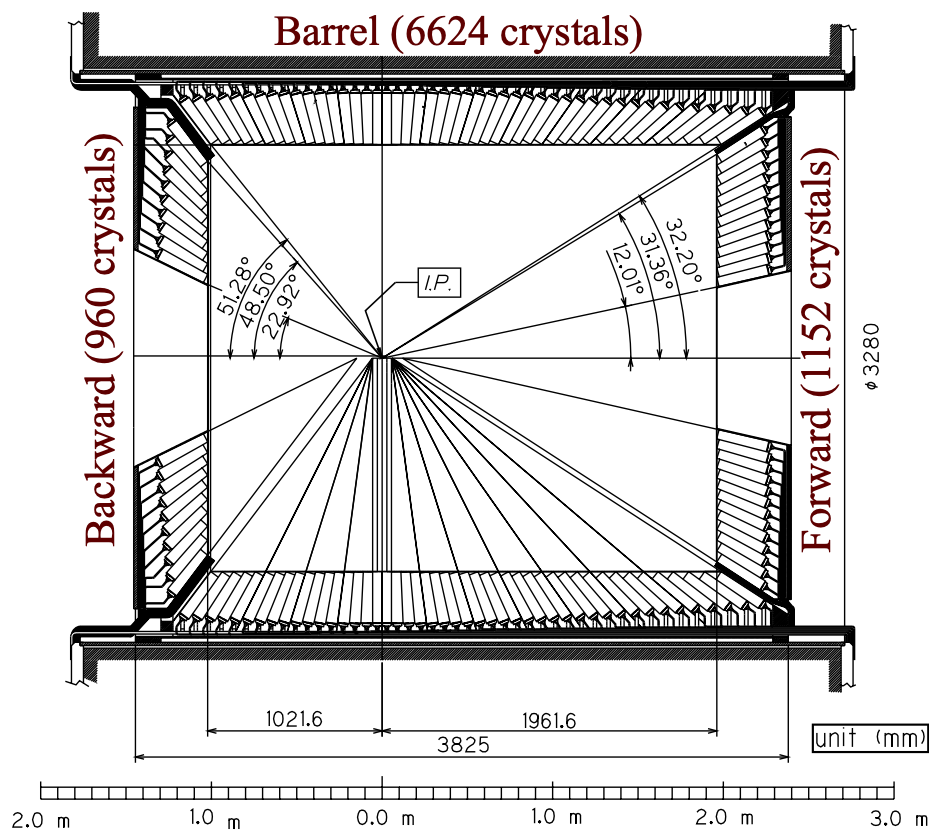 Barrel (6624 crystals)
Backward (960 crystals)
Forward (1152 crystals)
I.P.
51.28°
48.50°
22.92°
32.20°
31.36°
12.01°
ϕ 3280
1021.6
1961.6
3825
unit (mm)
2.0 m
1.0 m
0.0 m
1.0 m
2.0 m
3.0 m